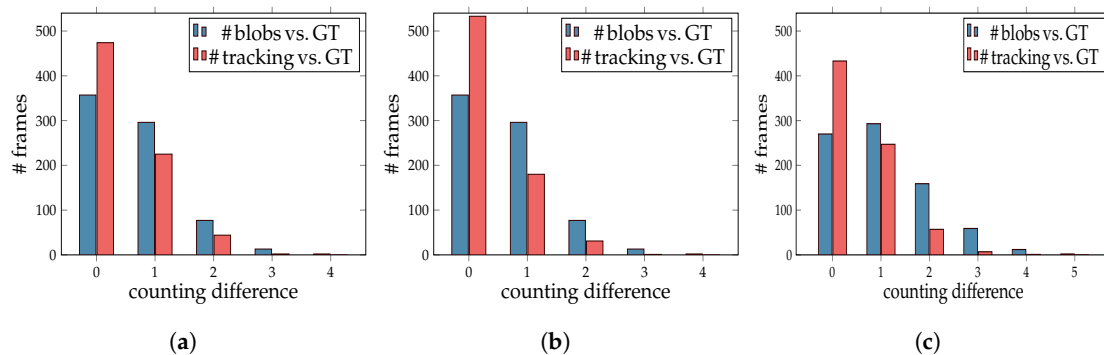 # blobs vs. GT
# tracking vs. GT
500
400
300
200
100
0
# frames
0 1 2 3 4
counting difference
(a)
# blobs vs. GT
# tracking vs. GT
500
400
300
200
100
0
# frames
0 1 2 3 4
counting difference
(b)
# blobs vs. GT
# tracking vs. GT
500
400
300
200
100
0
# frames
0 1 2 3 4 5
counting difference
(c)